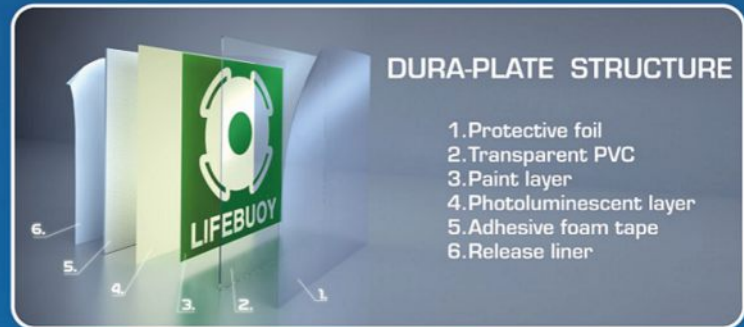 DURA-PLATE STRUCTURE
1.Protective foil
2.Transparent PVC
3.Paint layer
4.Photoluminescent layer
5.Adhesive foam tape
6.Release liner
LIFEBUOY
6.
5.
4.
3.
2.
1.